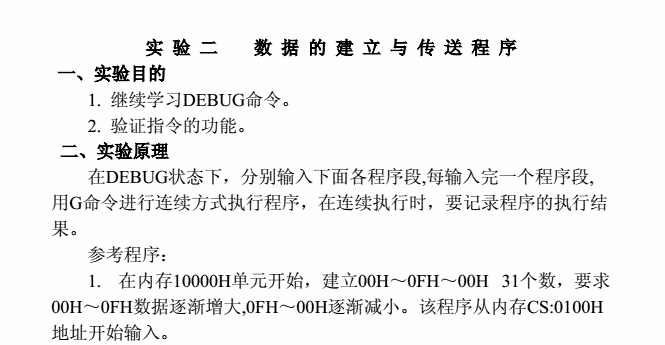 实 验 二 数 据 的 建 立 与 传 送 程 序
一、实验目的
1. 继续学习DEBUG命令。
2. 验证指令的功能。
二、实验原理
在DEBUG状态下，分别输入下面各程序段,每输入完一个程序段,
用G命令进行连续方式执行程序，在连续执行时，要记录程序的执行结
果。
参考程序：
1. 在内存10000H单元开始，建立00H～0FH～00H 31个数，要求
00H～0FH数据逐渐增大,0FH～00H逐渐减小。该程序从内存CS:0100H
地址开始输入。